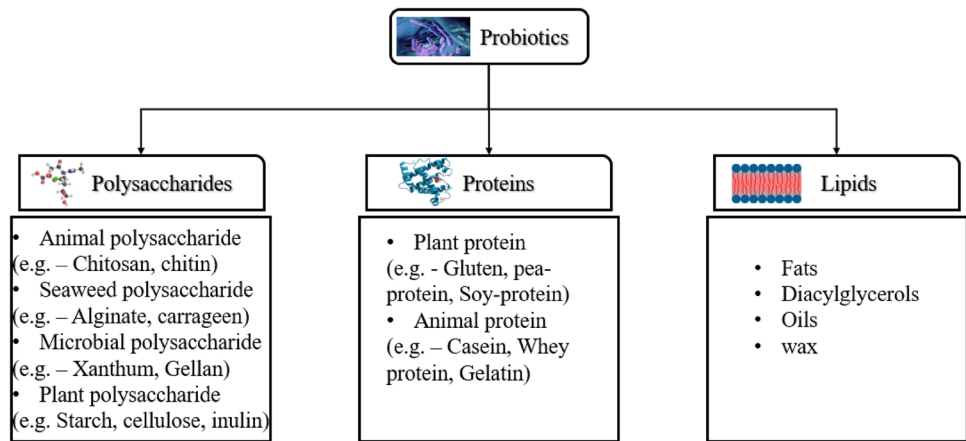 Probiotics
Polysaccharides
• Animal polysaccharide
(e.g. – Chitosan, chitin)
• Seaweed polysaccharide
(e.g. – Alginate, carrageen)
• Microbial polysaccharide
(e.g. – Xanthum, Gellan)
• Plant polysaccharide
(e.g. Starch, cellulose, inulin)
Proteins
• Plant protein
(e.g. - Gluten, pea-
protein, Soy-protein)
• Animal protein
(e.g. – Casein, Whey
protein, Gelatin)
Lipids
• Fats
• Diacylglycerols
• Oils
• wax